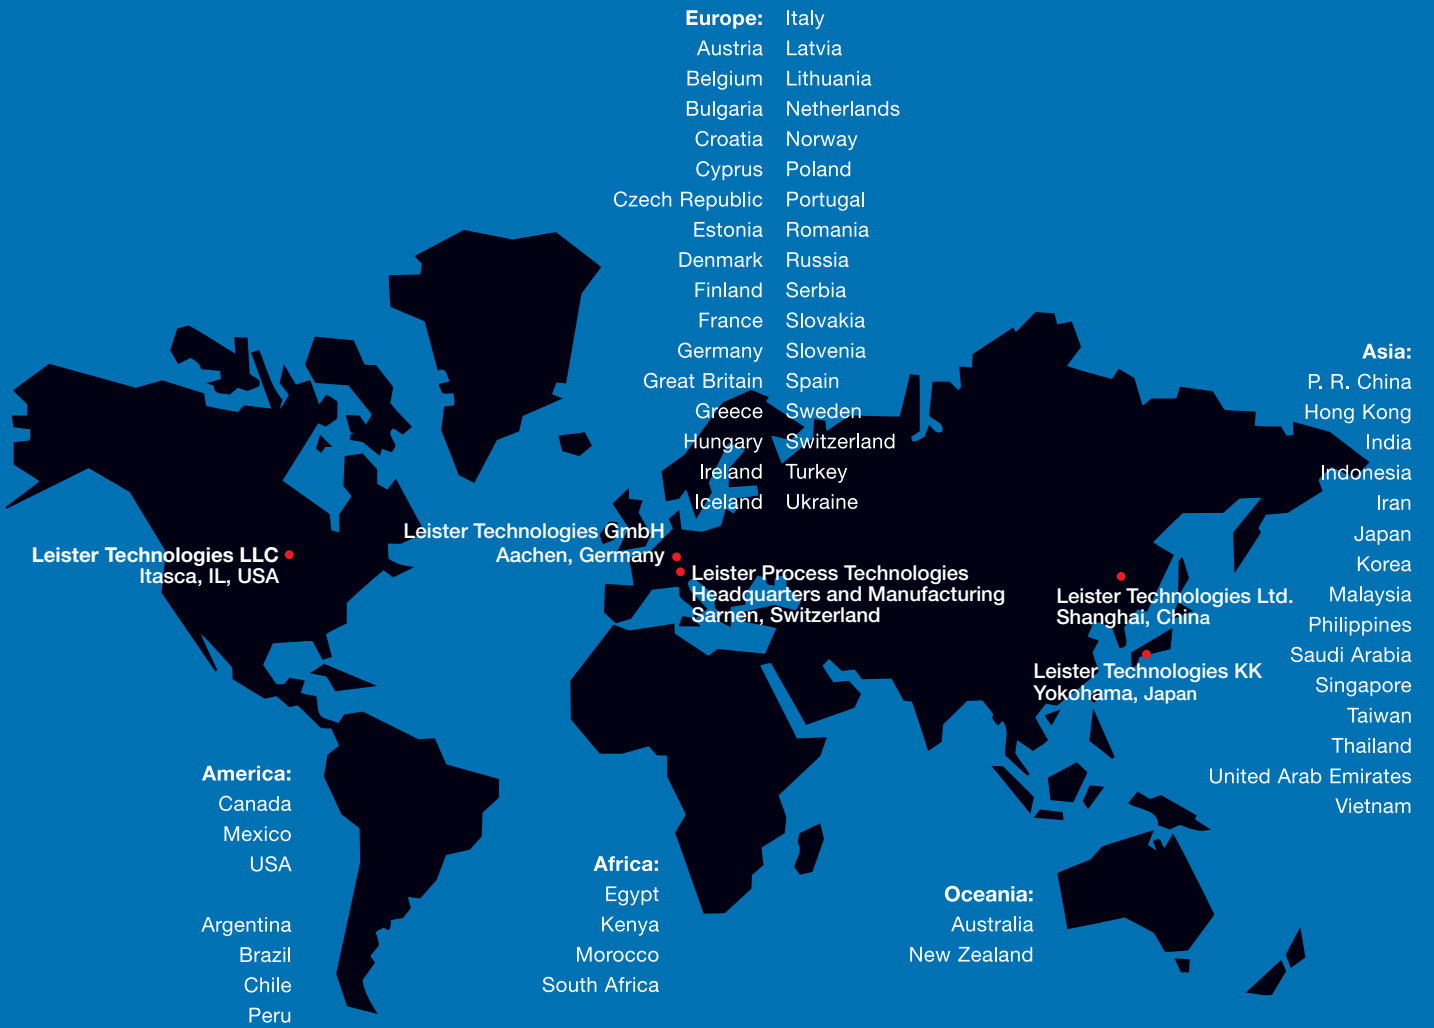 Europe:
Austria
Belgium
Bulgaria
Croatia
Cyprus
Czech Republic
Estonia
Denmark
Finland
France
Germany
Great Britain
Greece
Hungary
Ireland
Iceland
Italy
Latvia
Lithuania
Netherlands
Norway
Poland
Portugal
Romania
Russia
Serbia
Slovakia
Slovenia
Spain
Sweden
Switzerland
Turkey
Ukraine
Asia:
P. R. China
Hong Kong
India
Indonesia
Iran
Japan
Korea
Malaysia
Philippines
Saudi Arabia
Singapore
Taiwan
Thailand
United Arab Emirates
Vietnam
Leister Technologies LLC
Itasca, IL, USA
Leister Technologies GmbH
Aachen, Germany
Leister Process Technologies
Headquarters and Manufacturing
Sarnen, Switzerland
Leister Technologies Ltd.
Shanghai, China
Leister Technologies KK
Yokohama, Japan
America:
Canada
Mexico
USA
Argentina
Brazil
Chile
Peru
Africa:
Egypt
Kenya
Morocco
South Africa
Oceania:
Australia
New Zealand